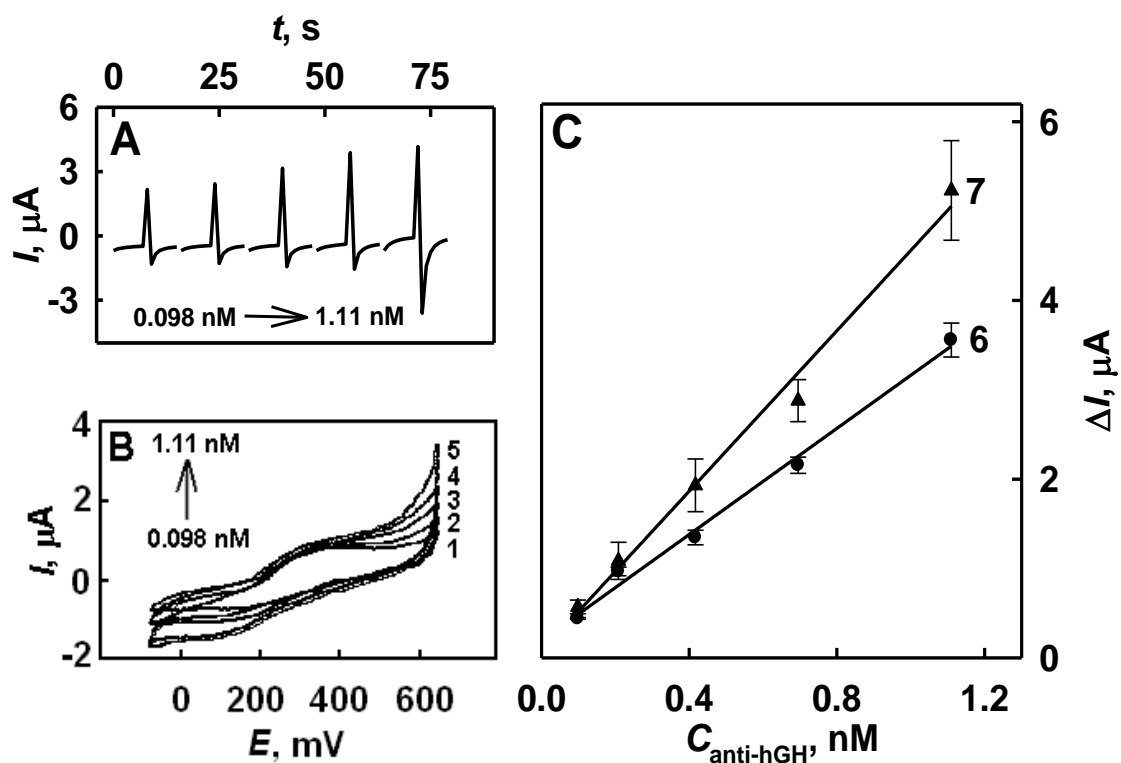 t, s
0 25 50 75
A
6
3
0
-3
I, μA
0.098 nM 1.11 nM
B
4
2
0
-2
I, μA
1.11 nM
0.098 nM
5
4
3
2
1
0 200 400 600
E, mV
C
7
6
6
4
2
0
ΔI, μA
0.0 0.4 0.8 1.2
Canti-hGH, nM